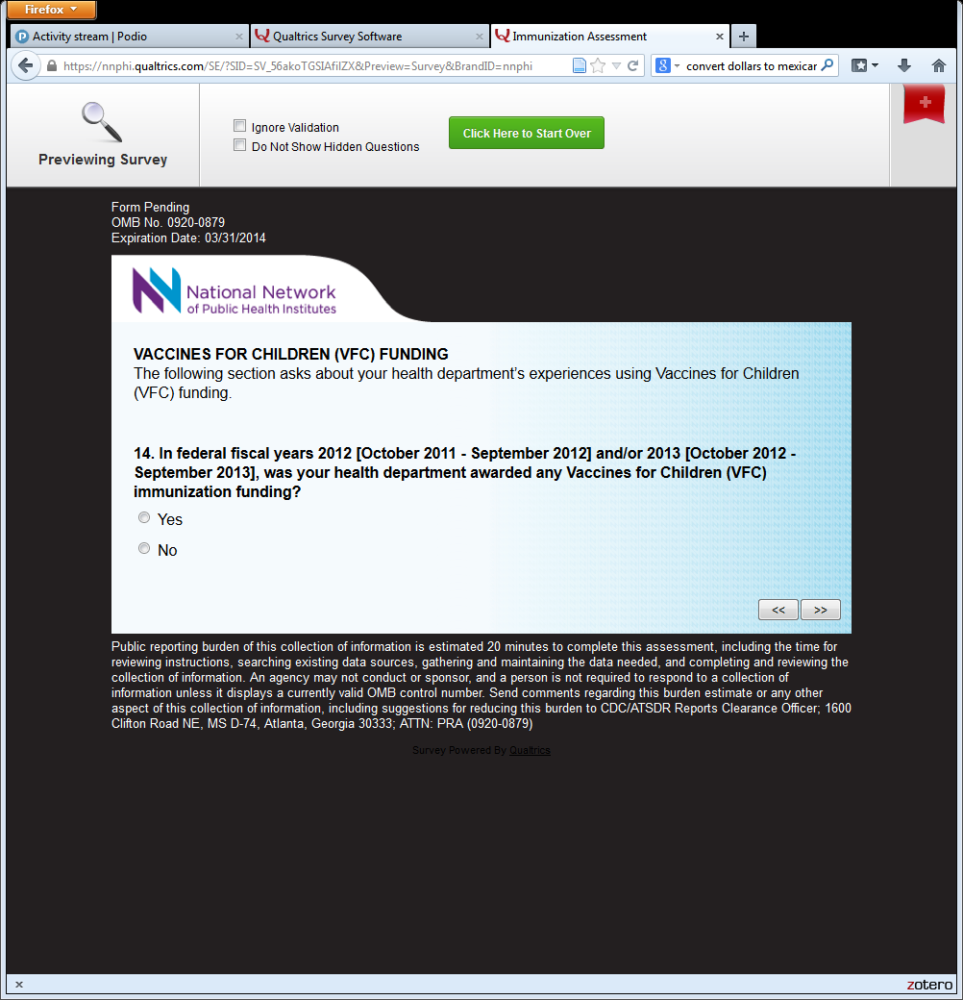 Firefox
Activity stream | Podio
Qualtrics Survey Software
Immunization Assessment
https://nnphi.qualtrics.com/SE/?SID=SV_56akoTGSIAfiIZX&Preview=Survey&BrandID=nnphi
convert dollars to mexicar
Previewing Survey
Ignore Validation
Do Not Show Hidden Questions
Click Here to Start Over
Form Pending
OMB No. 0920-0879
Expiration Date: 03/31/2014
National Network
of Public Health Institutes
VACCINES FOR CHILDREN (VFC) FUNDING
The following section asks about your health department’s experiences using Vaccines for Children
(VFC) funding.
14. In federal fiscal years 2012 [October 2011 - September 2012] and/or 2013 [October 2012 -
September 2013], was your health department awarded any Vaccines for Children (VFC)
immunization funding?
Yes
No
<< >>
Public reporting burden of this collection of information is estimated 20 minutes to complete this assessment, including the time for
reviewing instructions, searching existing data sources, gathering and maintaining the data needed, and completing and reviewing the
collection of information. An agency may not conduct or sponsor, and a person is not required to respond to a collection of
information unless it displays a currently valid OMB control number. Send comments regarding this burden estimate or any other
aspect of this collection of information, including suggestions for reducing this burden to CDC/ATSDR Reports Clearance Officer; 1600
Clifton Road NE, MS D-74, Atlanta, Georgia 30333; ATTN: PRA (0920-0879)
Survey Powered By Qualtrics
zotero